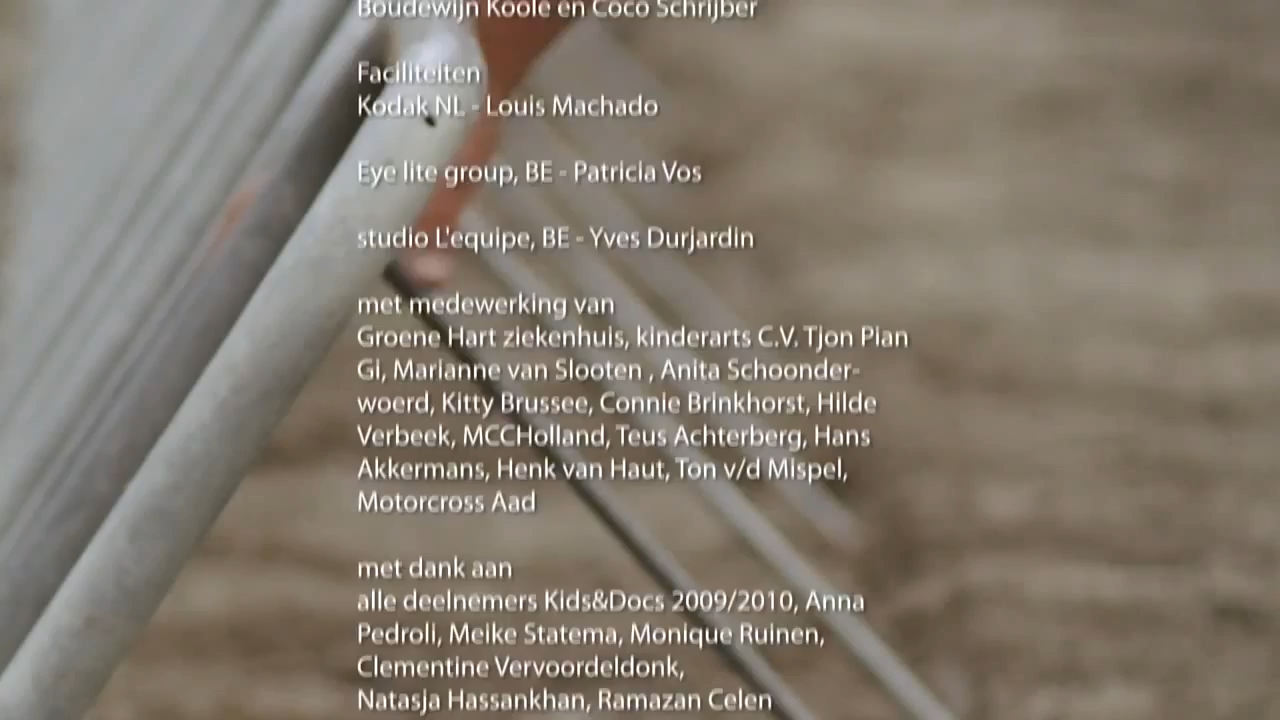 Boudewijn Koole en Coco Schrijber
Faciliteiten
Kodak NL - Louis Machado
Eye lite group, BE - Patricia Vos
studio L'equipe, BE - Yves Durjardin
met medewerking van
Groene Hart ziekenhuis, kinderarts C.V. Tjon Pian
Gi, Marianne van Slooten , Anita Schoonder-
woerd, Kitty Brussee, Connie Brinkhorst, Hilde
Verbeek, MCCHolland, Teus Achterberg, Hans
Akkermans, Henk van Haut, Ton v/d Mispel,
Motorcross Aad
met dank aan
alle deelnemers Kids&Docs 2009/2010, Anna
Pedroli, Meike Statema, Monique Ruinen,
Clementine Vervoordeldonk,
Natasja Hassankhan, Ramazan Celen